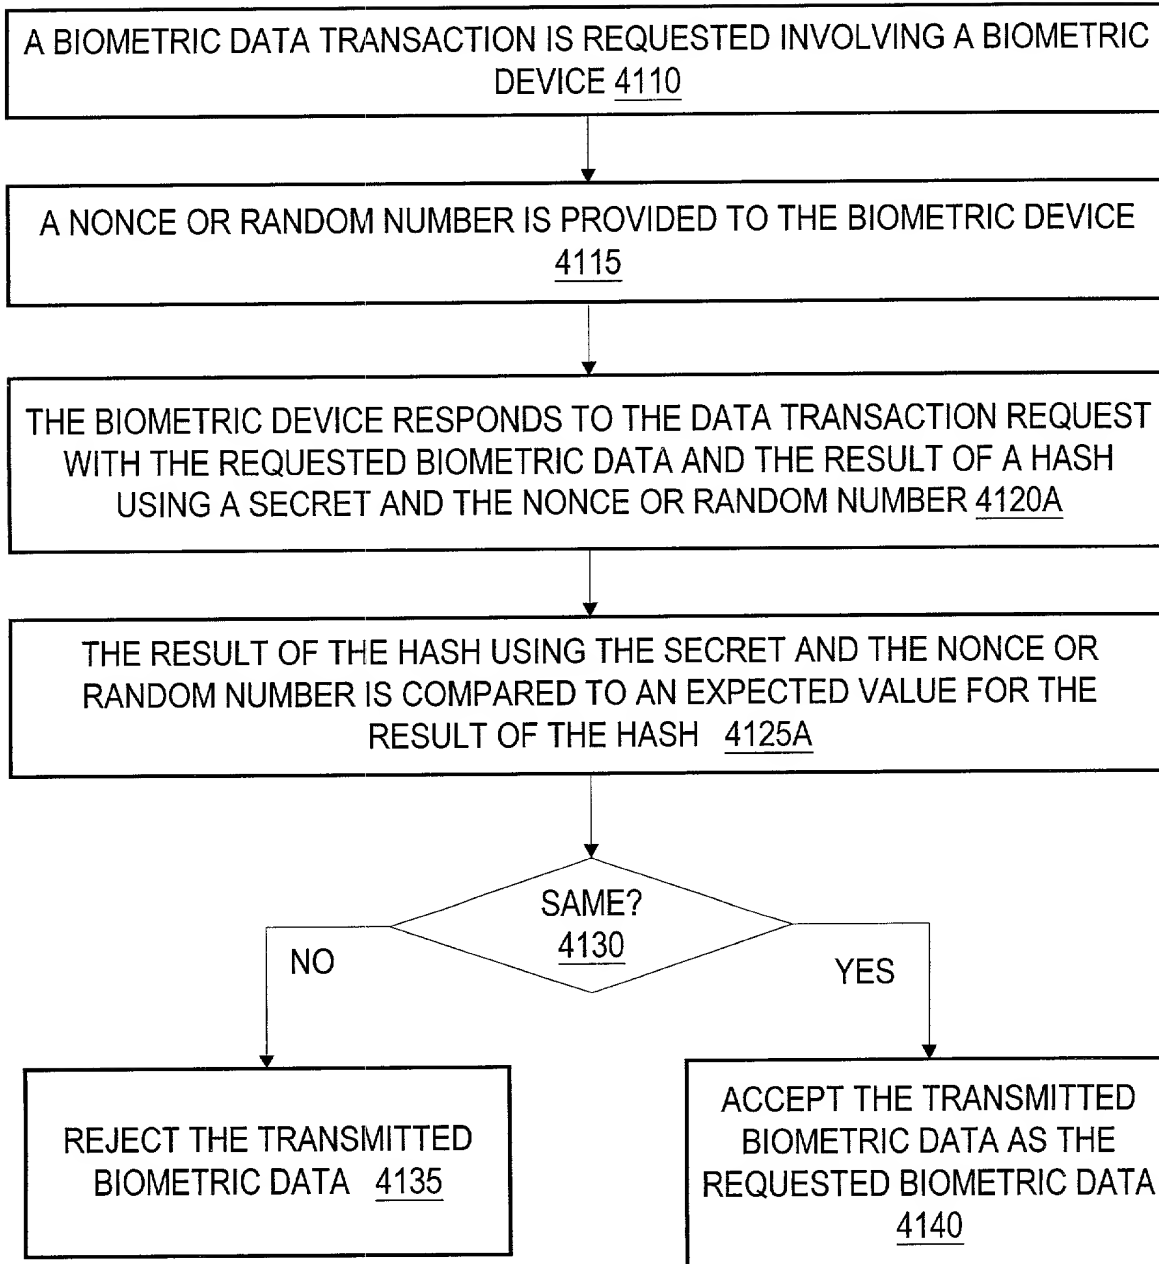 A BIOMETRIC DATA TRANSACTION IS REQUESTED INVOLVING A BIOMETRIC
DEVICE 4110
A NONCE OR RANDOM NUMBER IS PROVIDED TO THE BIOMETRIC DEVICE
4115
THE BIOMETRIC DEVICE RESPONDS TO THE DATA TRANSACTION REQUEST
WITH THE REQUESTED BIOMETRIC DATA AND THE RESULT OF A HASH
USING A SECRET AND THE NONCE OR RANDOM NUMBER 4120A
THE RESULT OF THE HASH USING THE SECRET AND THE NONCE OR
RANDOM NUMBER IS COMPARED TO AN EXPECTED VALUE FOR THE
RESULT OF THE HASH 4125A
SAME?
4130
NO
YES
REJECT THE TRANSMITTED
BIOMETRIC DATA 4135
ACCEPT THE TRANSMITTED
BIOMETRIC DATA AS THE
REQUESTED BIOMETRIC DATA
4140